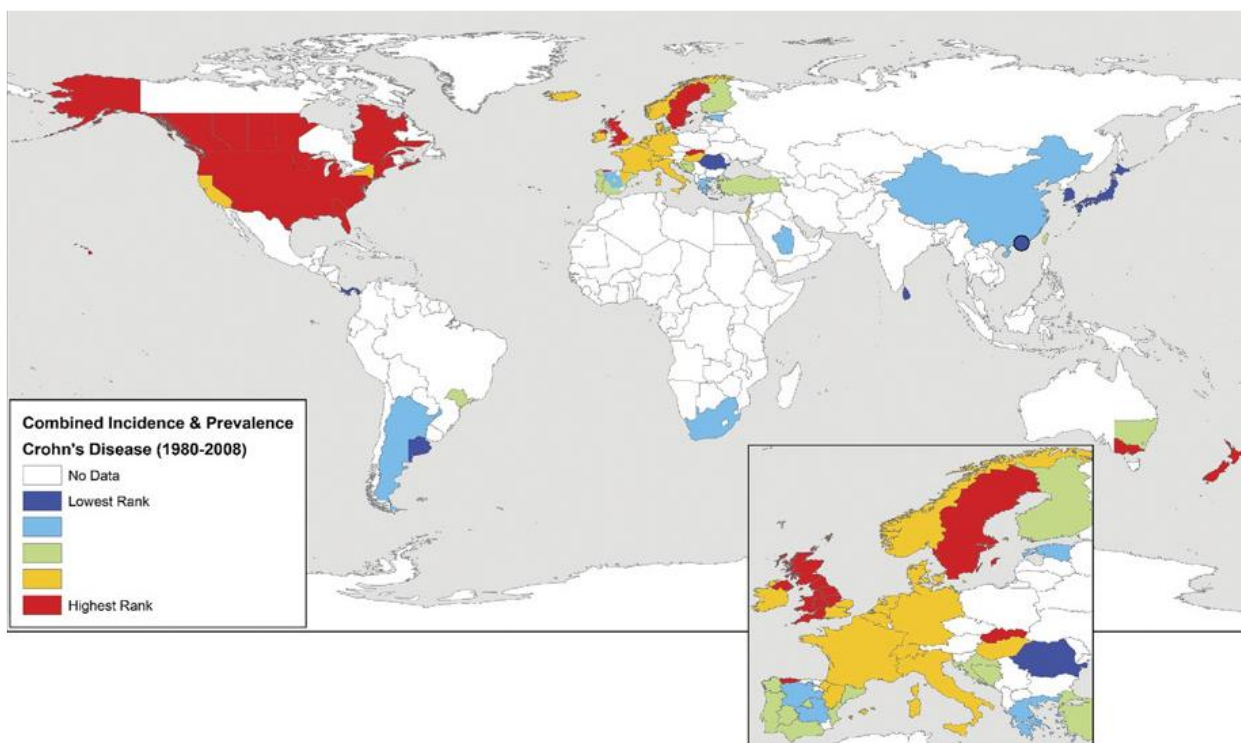 Combined Incidence & Prevalence
Crohn's Disease (1980-2008)
No Data
Lowest Rank
Highest Rank